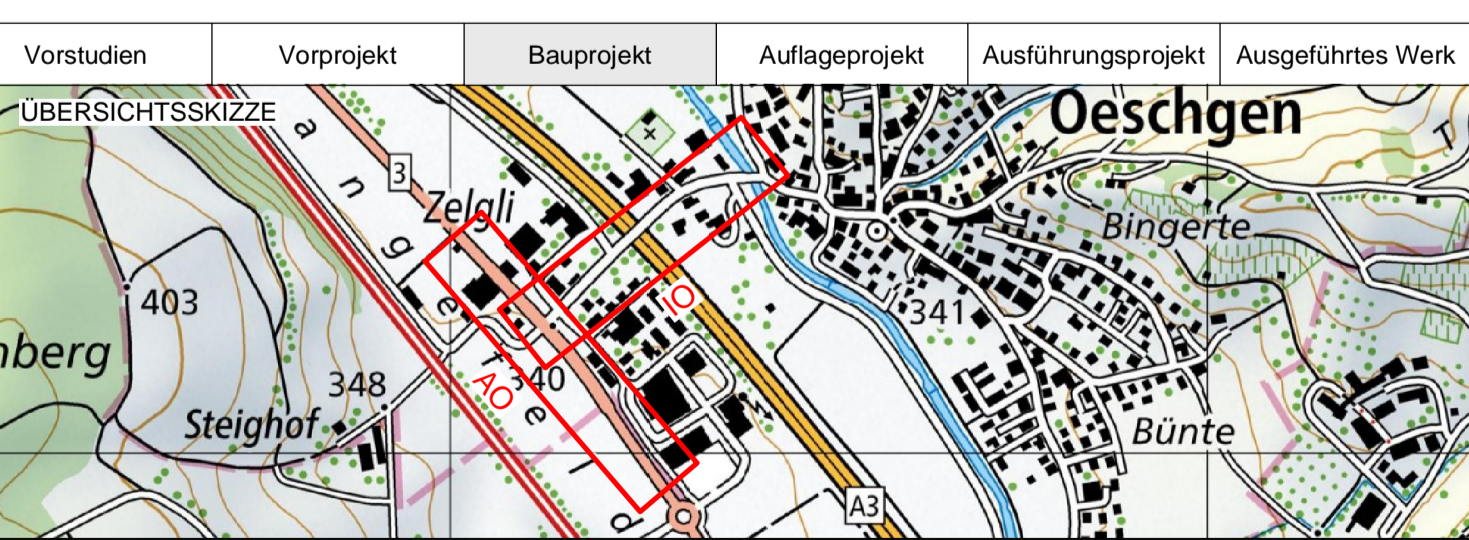 Vorstudien Vorprojekt Bauprojekt Auflageprojekt Ausführungsprojekt Ausgeführtes Werk
ÜBERSICHTSSKIZZE
Oeschgen
3
Zelgli
Bingerte
403
IO
341
nberg
348
AO
340
Steighof
Bünte
A3
a n g e f e l d
T